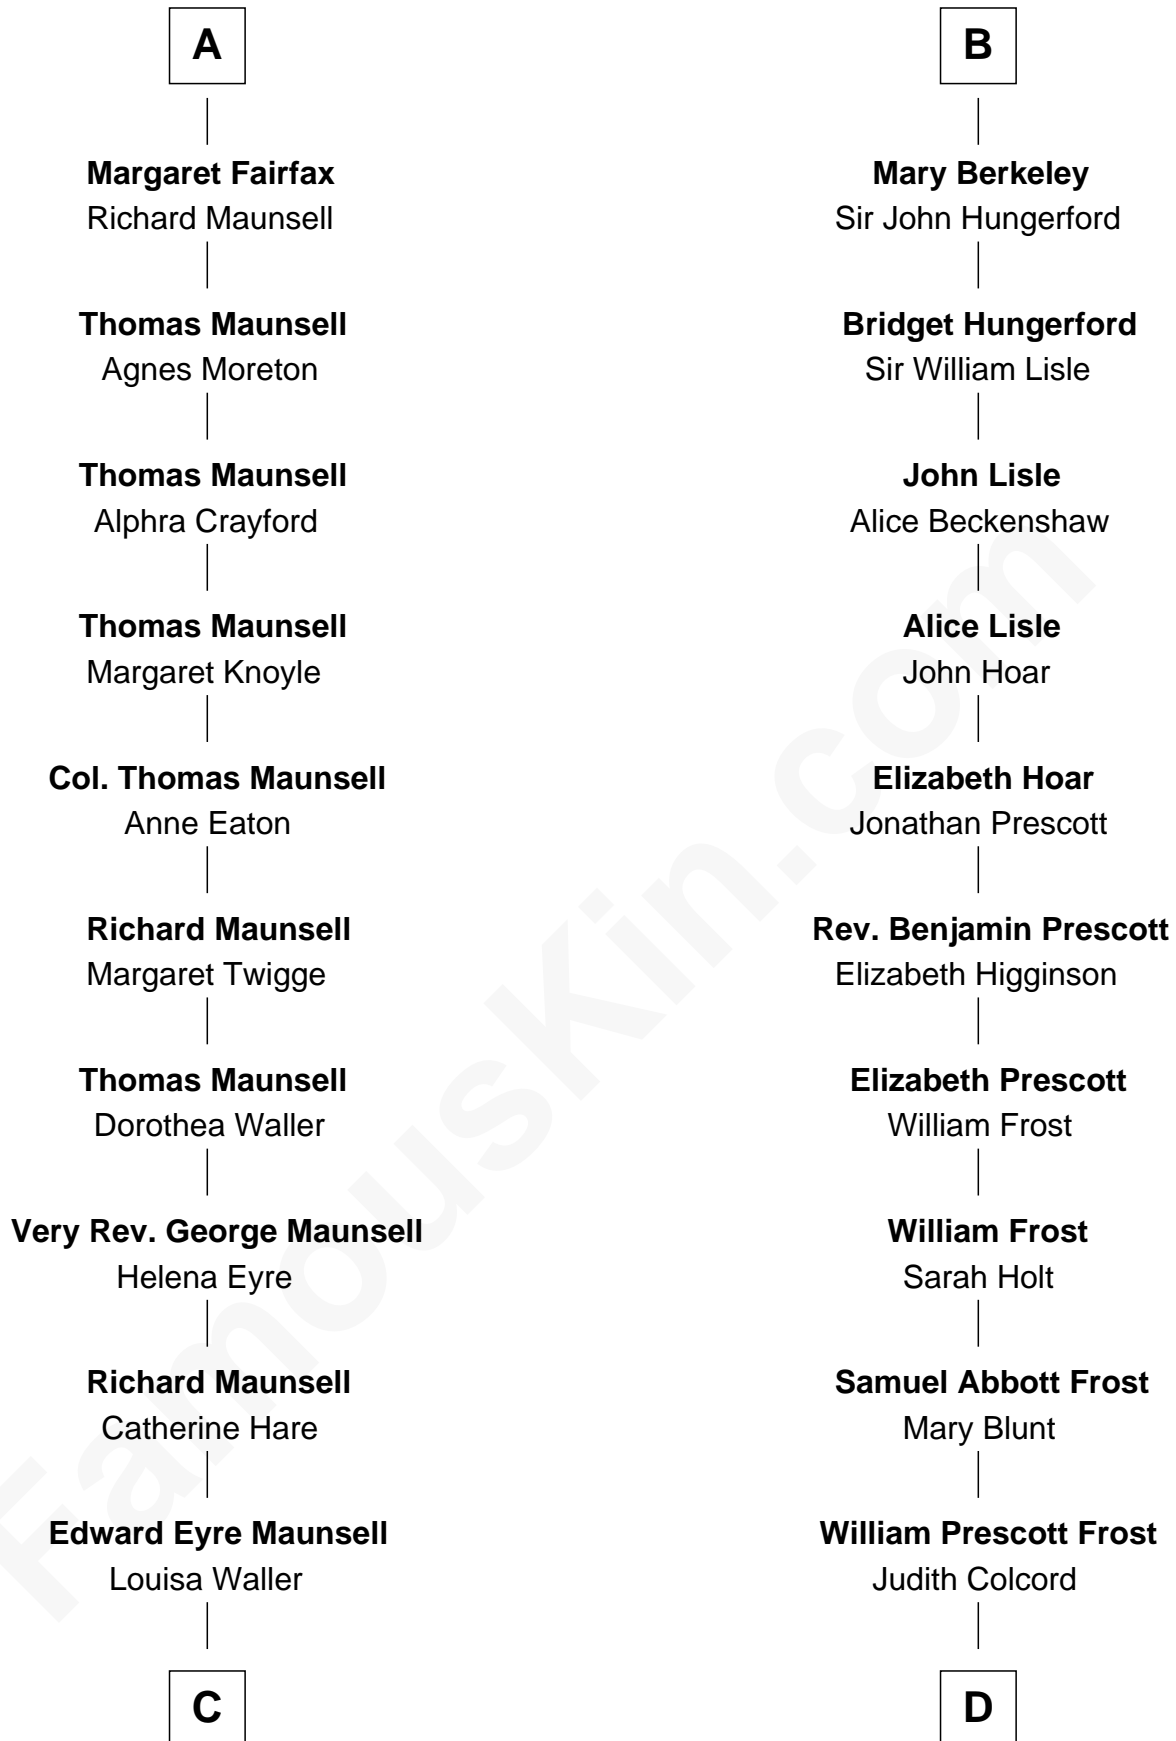 A
Margaret Fairfax
Richard Maunsell
Thomas Maunsell
Agnes Moreton
Thomas Maunsell
Alphra Crayford
Thomas Maunsell
Margaret Knoyle
Col. Thomas Maunsell
Anne Eaton
Richard Maunsell
Margaret Twigge
Thomas Maunsell
Dorothea Waller
Very Rev. George Maunsell
Helena Eyre
Richard Maunsell
Catherine Hare
Edward Eyre Maunsell
Louisa Waller
C
B
Mary Berkeley
Sir John Hungerford
Bridget Hungerford
Sir William Lisle
John Lisle
Alice Beckenshaw
Alice Lisle
John Hoar
Elizabeth Hoar
Jonathan Prescott
Rev. Benjamin Prescott
Elizabeth Higginson
Elizabeth Prescott
William Frost
William Frost
Sarah Holt
Samuel Abbott Frost
Mary Blunt
William Prescott Frost
Judith Colcord
D
FamousKin.com